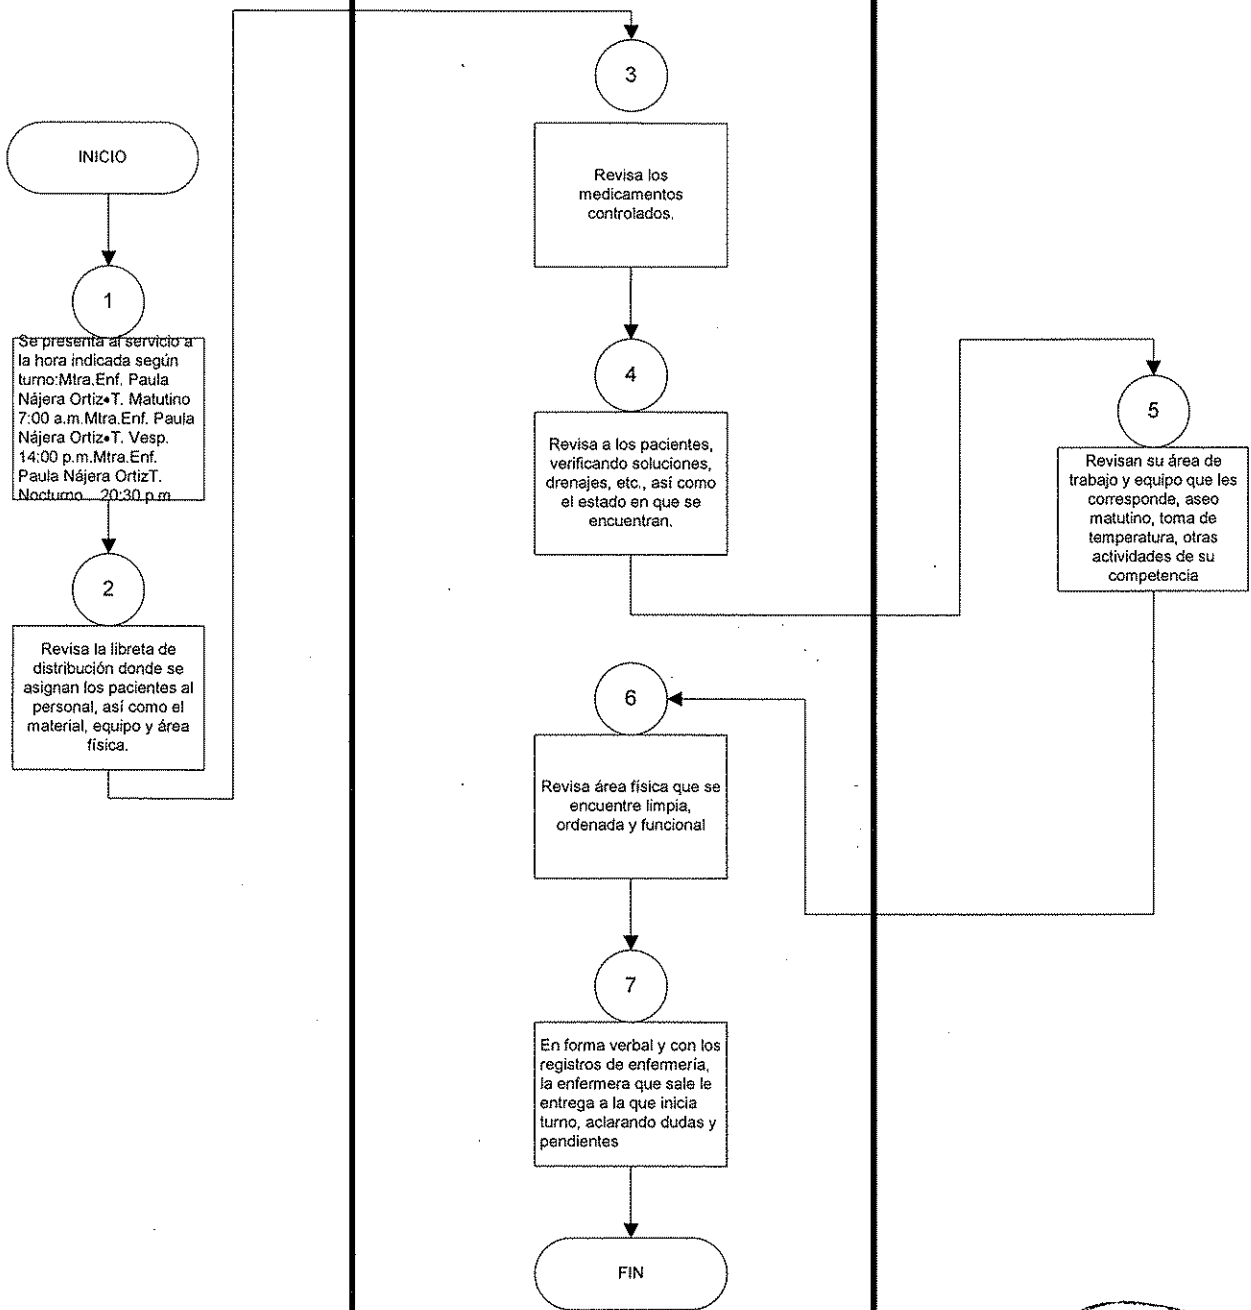 INICIO
1
Se presenta al servicio a
la hora indicada según
turno:Mtra.Enf. Paula
Nájera Ortiz•T. Matutino
7:00 a.m.Mtra.Enf. Paula
Nájera Ortiz•T. Vesp.
14:00 p.m.Mtra.Enf.
Paula Nájera OrtizT.
Nocturno 20:30 p.m
2
Revisa la libreta de
distribución donde se
asignan los pacientes al
personal, así como el
material, equipo y área
física.
3
Revisa los
medicamentos
controlados.
4
Revisa a los pacientes,
verificando soluciones,
drenajes, etc., así como
el estado en que se
encuentran.
5
Revisan su área de
trabajo y equipo que les
corresponde, aseo
matutino, toma de
temperatura, otras
actividades de su
competencia
6
Revisa área física que se
encuentre limpia,
ordenada y funcional
7
En forma verbal y con los
registros de enfermería,
la enfermera que sale le
entrega a la que inicia
turno, aclarando dudas y
pendientes
FIN